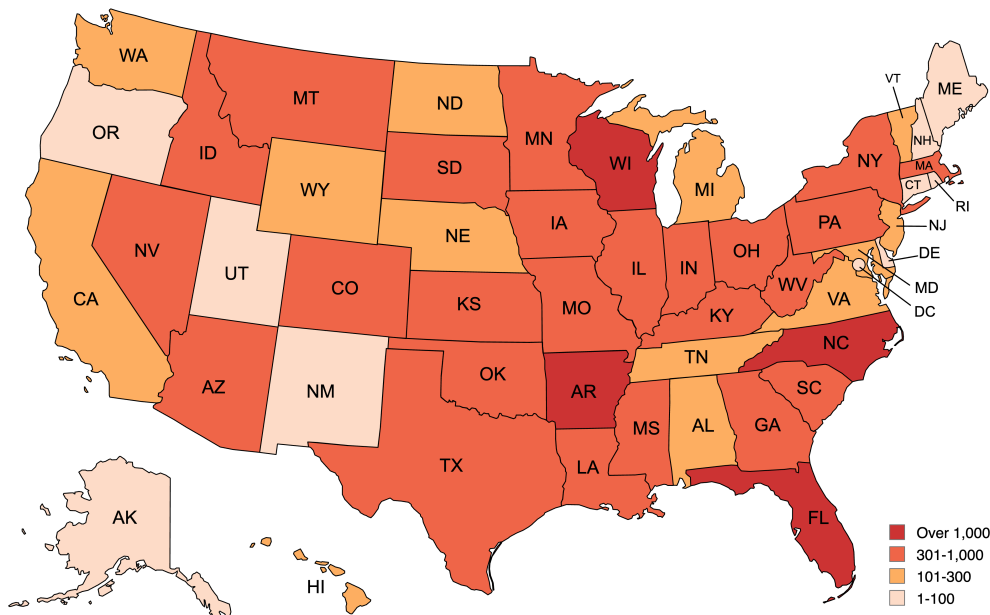 WA
MT
ND
MN
VT
ME
OR
ID
SD
WI
NH
NY
MA
WY
MI
CT
RI
NE
IA
PA
NJ
NV
UT
CO
IL
IN
OH
DE
WV
MD
CA
KS
MO
KY
VA
DC
AZ
NM
OK
TN
NC
AR
SC
TX
LA
MS
AL
GA
AK
HI
FL
Over 1,000
301-1,000
101-300
1-100